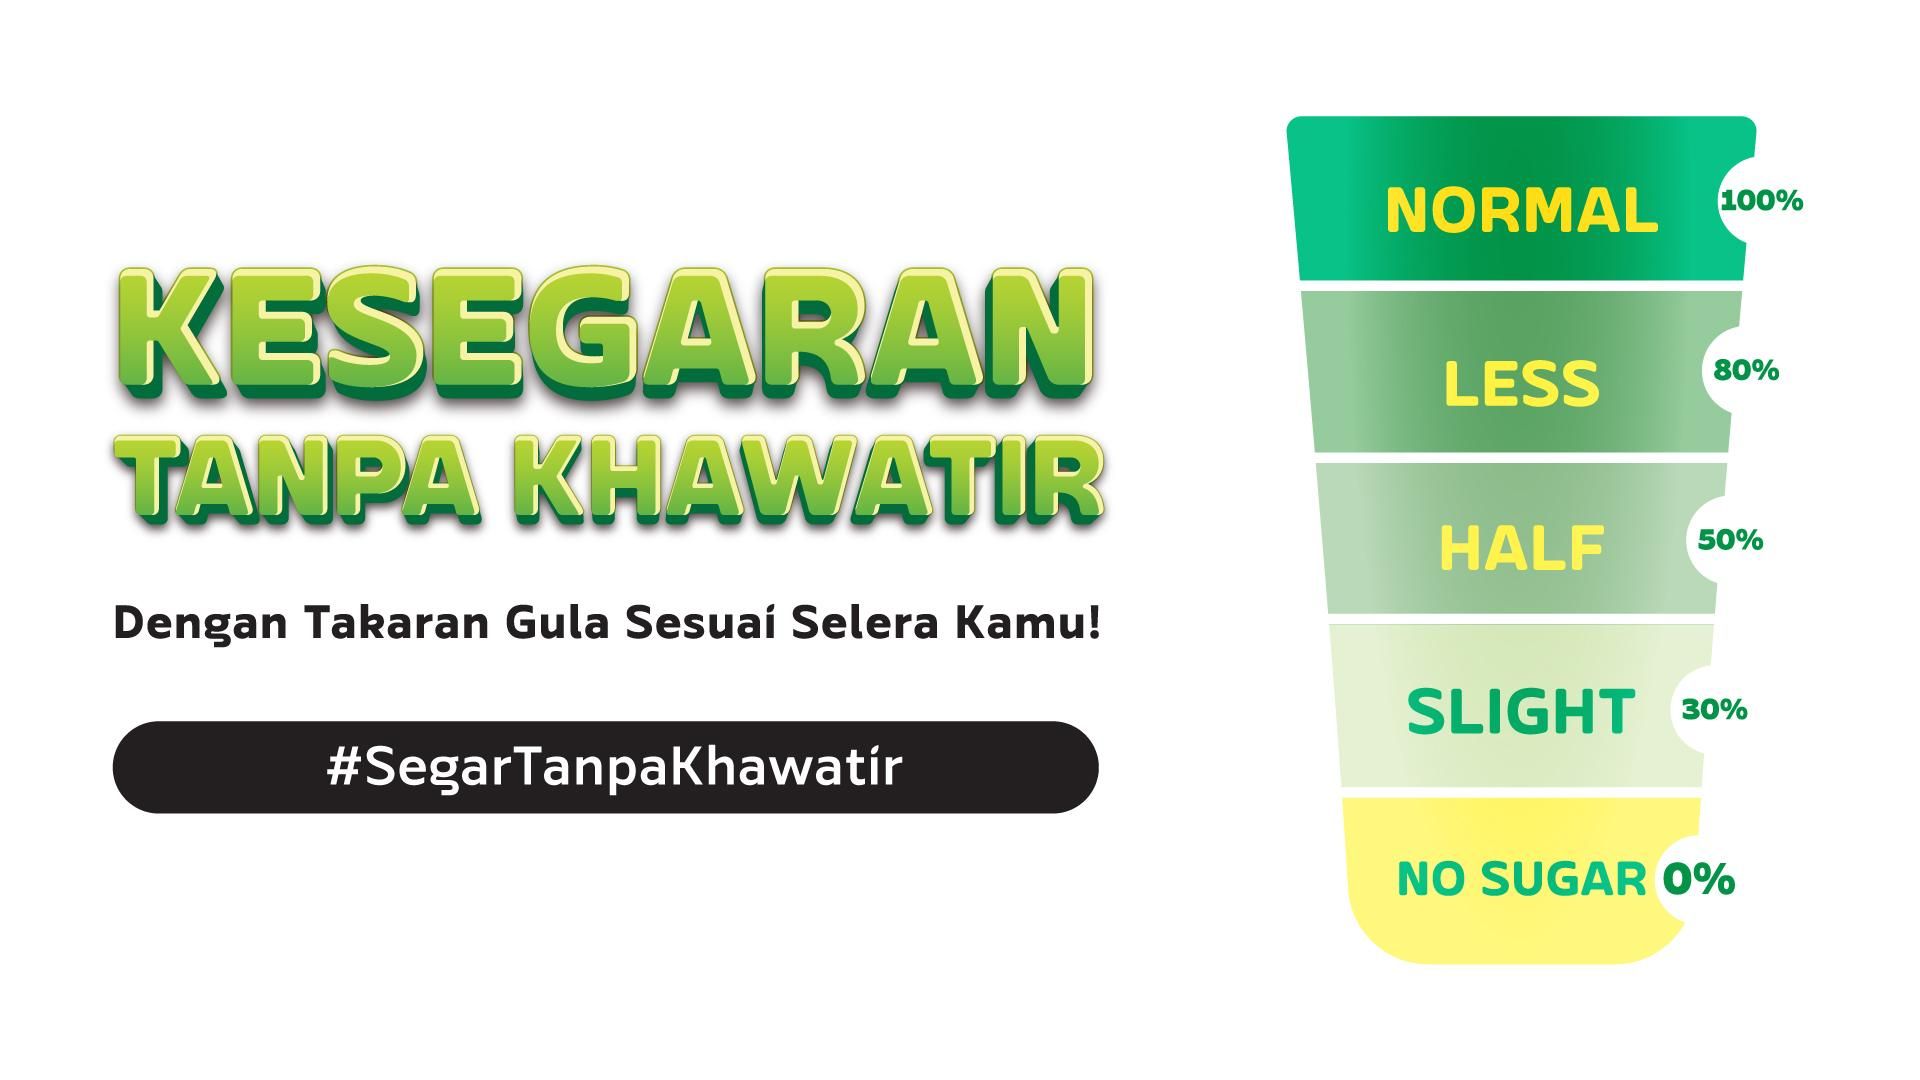 KESEGARAN
TANPA KHAWATIR
Dengan Takaran Gula Sesuai Selera Kamu!
#SegarTanpaKhawatir
NORMAL 100%
LESS 80%
HALF 50%
SLIGHT 30%
NO SUGAR 0%